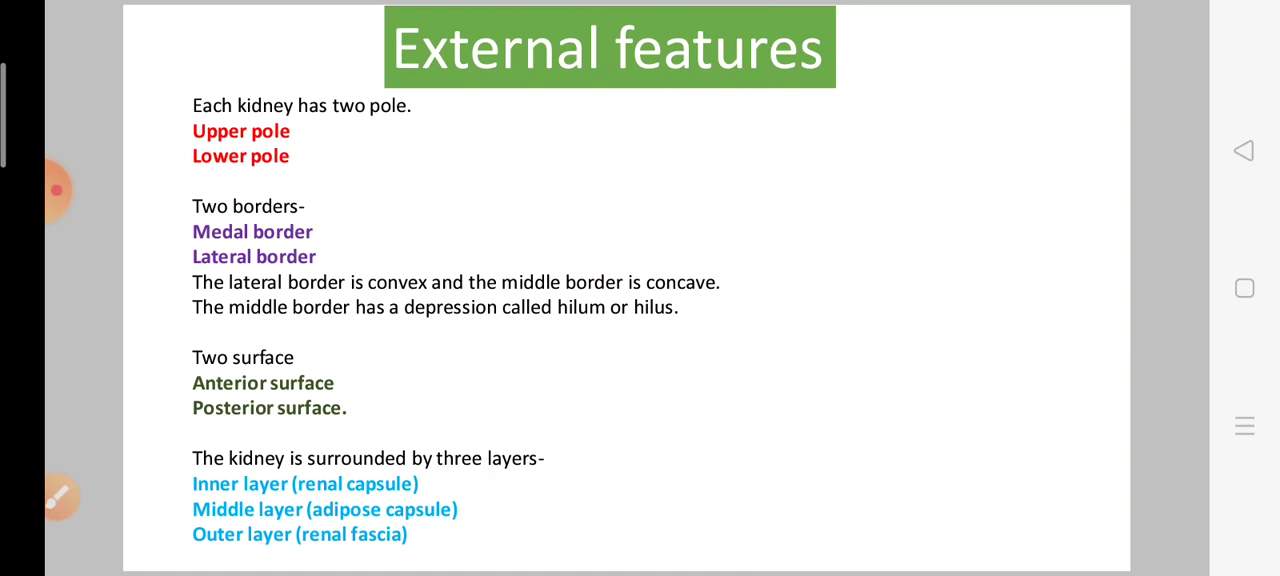 External features
Each kidney has two pole.
Upper pole
Lower pole
Two borders-
Medal border
Lateral border
The lateral border is convex and the middle border is concave.
The middle border has a depression called hilum or hilus.
Two surface
Anterior surface
Posterior surface.
The kidney is surrounded by three layers-
Inner layer (renal capsule)
Middle layer (adipose capsule)
Outer layer (renal fascia)